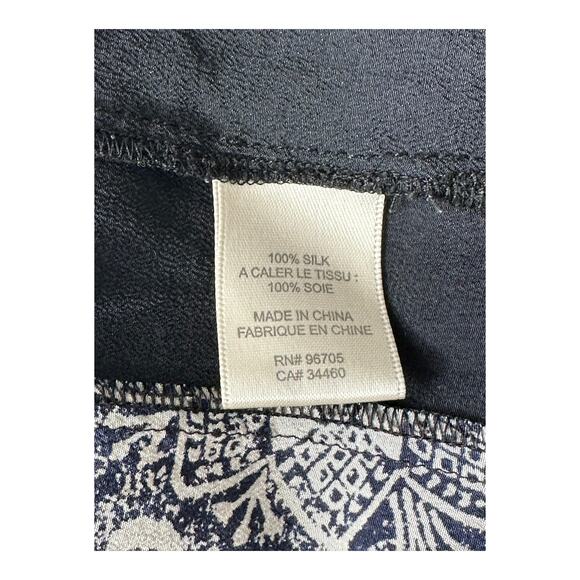 100% SILK
A CALER LE TISSU :
100% SOIE
MADE IN CHINA
FABRIQUE EN CHINE
RN# 96705
CA# 34460